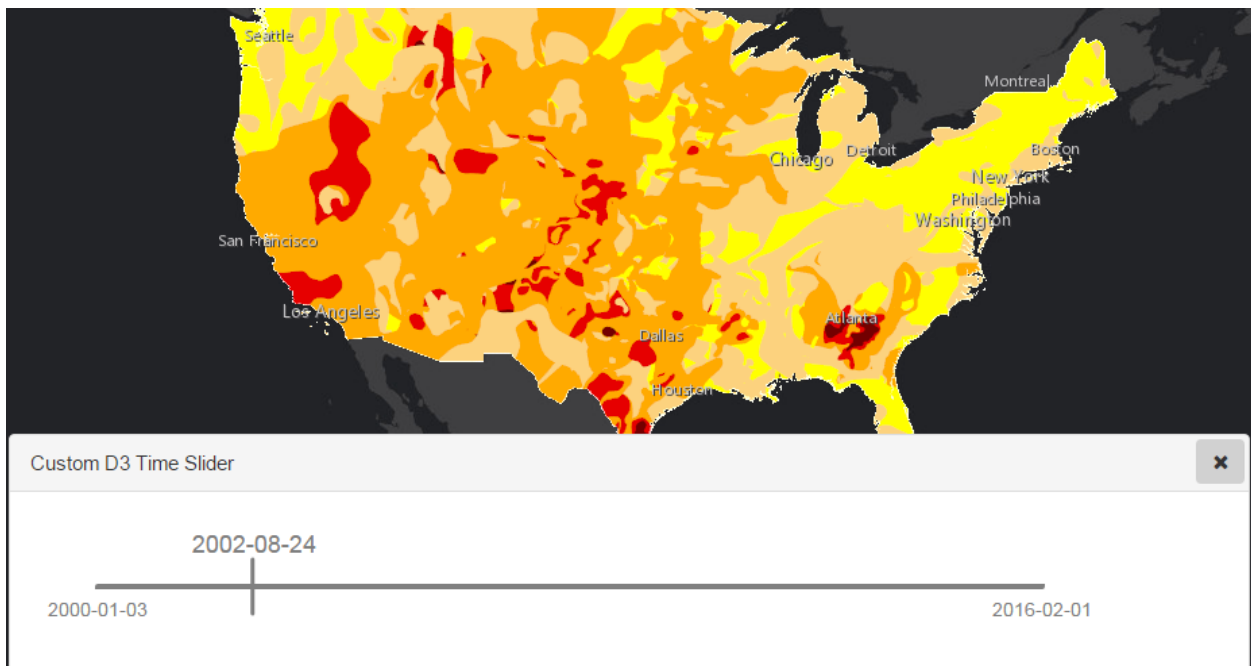 Seattle
Montreal
Chicago
Detroit
Boston
New York
Philadelphia
Washington
San Francisco
Los Angeles
Atlanta
Dallas
Houston
Custom D3 Time Slider
✖
2002-08-24
2000-01-03
2016-02-01